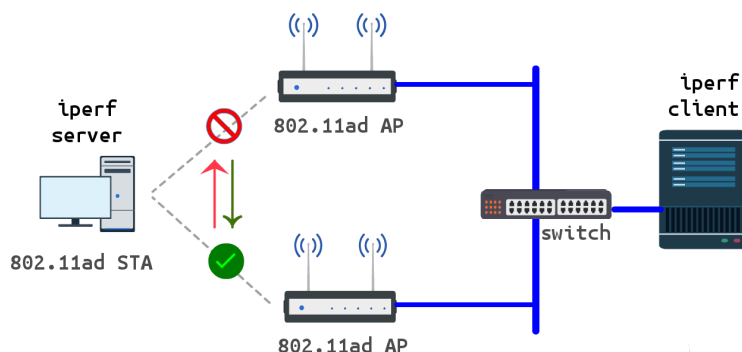 iperf
server
802.11ad STA
802.11ad AP
802.11ad AP
switch
iperf
client